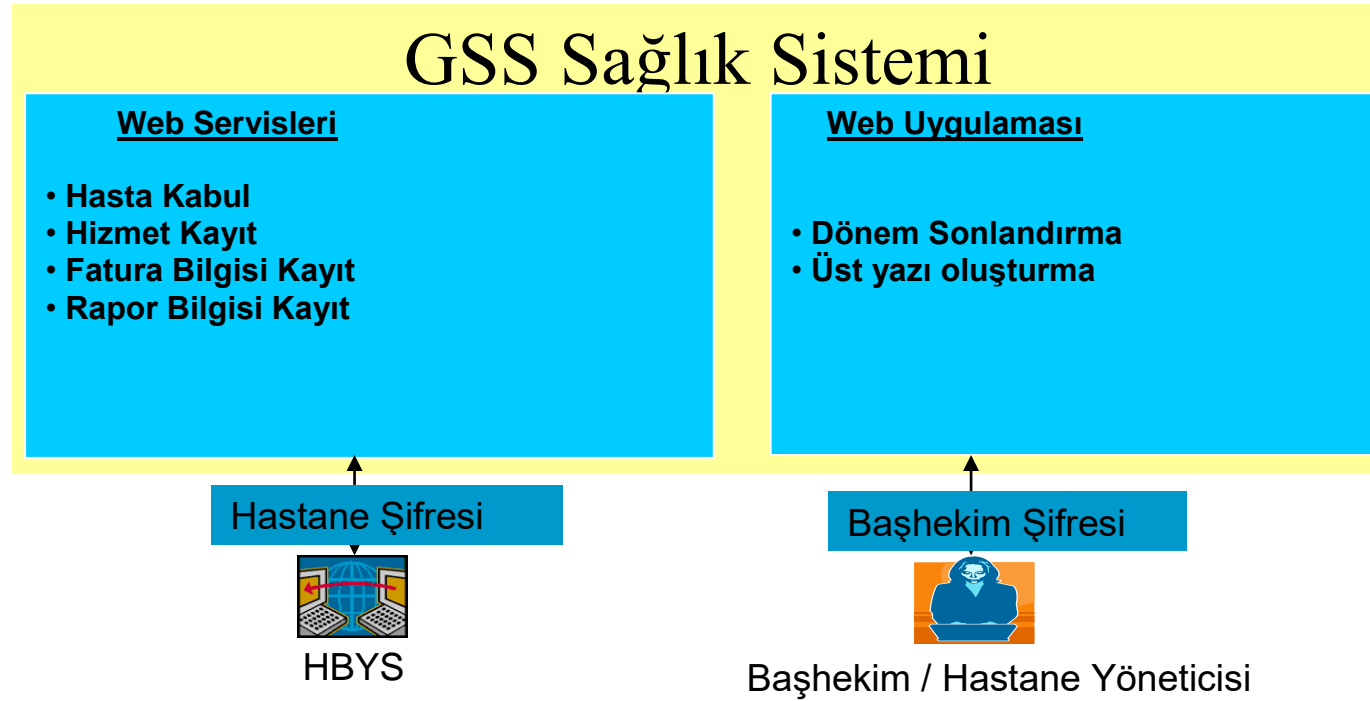 GSS Sağlık Sistemi
Web Servisleri
• Hasta Kabul
• Hizmet Kayıt
• Fatura Bilgisi Kayıt
• Rapor Bilgisi Kayıt
Web Uygulaması
• Dönem Sonlandırma
• Üst yazı oluşturma
Hastane Şifresi
HBYS
Başhekim Şifresi
Başhekim / Hastane Yöneticisi